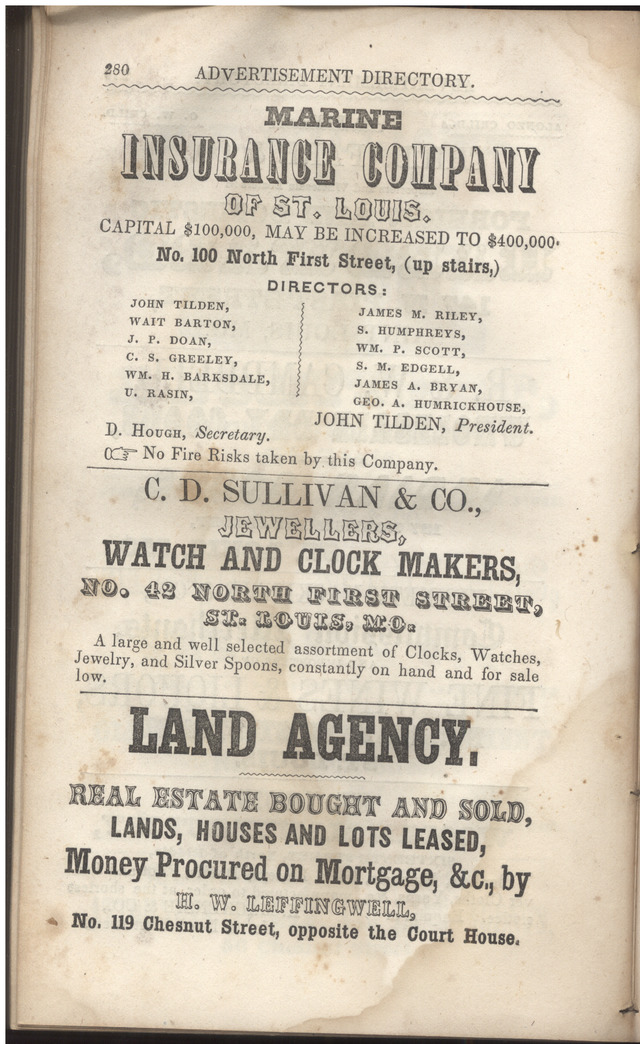 280 ADVERTISEMENT DIRECTORY.
MARINE
INSURANCE COMPANY
OF ST. LOUIS.
CAPITAL $100,000, MAY BE INCREASED TO $400,000.
No. 100 North First Street, (up stairs,)
DIRECTORS:
JOHN TILDEN,
WAIT BARTON,
J. P. DOAN,
C. S. GREELEY,
WM. H. BARKSDALE,
U. RASIN,
JAMES M. RILEY,
S. HUMPHREYS,
WM. P. SCOTT,
S. M. EDGELL,
JAMES A. BRYAN,
GEO. A. HUMRICKHOUSE,
JOHN TILDEN, President.
D. HOUGH, Secretary.
☞ No Fire Risks taken by this Company.
C. D. SULLIVAN & CO.,
JEWELLERS,
WATCH AND CLOCK MAKERS,
NO. 42 NORTH FIRST STREET,
ST. LOUIS, MO.
A large and well selected assortment of Clocks, Watches,
Jewelry, and Silver Spoons, constantly on hand and for sale
low.
LAND AGENCY.
REAL ESTATE BOUGHT AND SOLD,
LANDS, HOUSES AND LOTS LEASED,
Money Procured on Mortgage, &c., by
H. W. LEFFINGWELL,
No. 119 Chesnut Street, opposite the Court House.